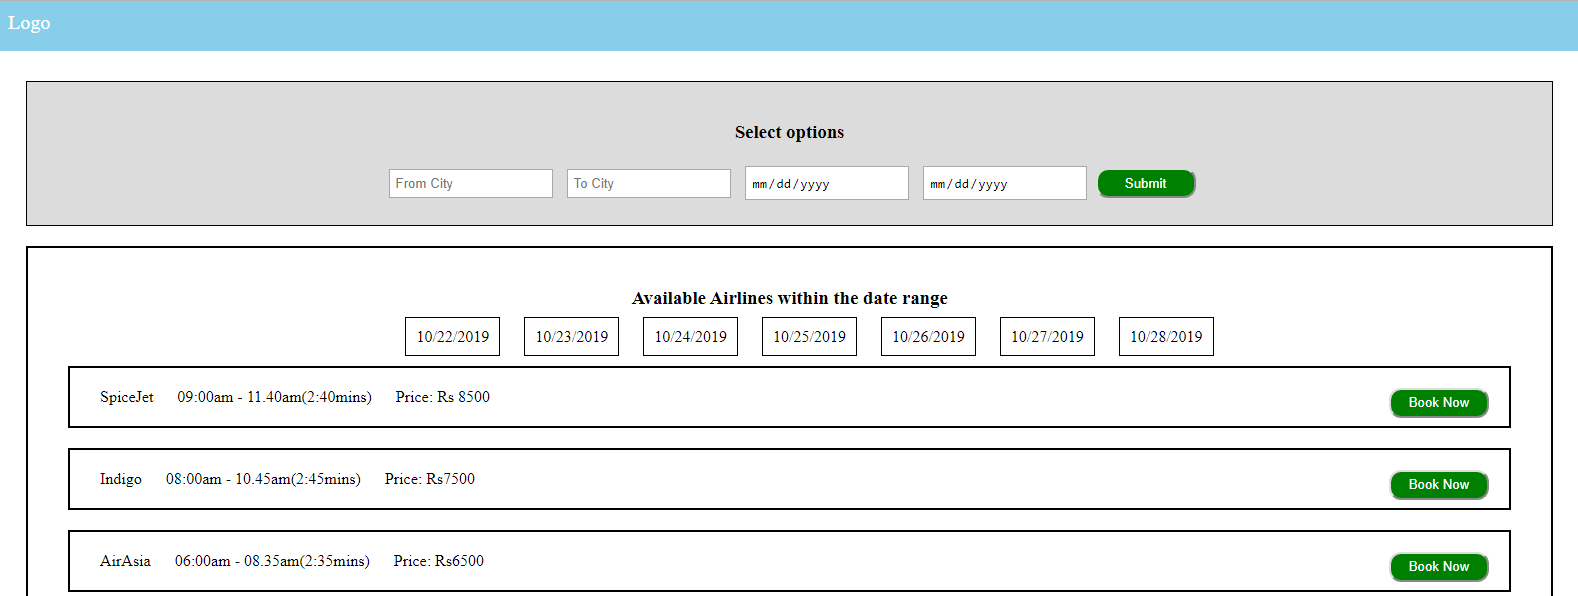 Logo
Select options
From City To City mm/dd/yyyy mm/dd/yyyy Submit
Available Airlines within the date range
10/22/2019 10/23/2019 10/24/2019 10/25/2019 10/26/2019 10/27/2019 10/28/2019
SpiceJet 09:00am - 11.40am(2:40mins) Price: Rs 8500 Book Now
Indigo 08:00am - 10.45am(2:45mins) Price: Rs7500 Book Now
AirAsia 06:00am - 08.35am(2:35mins) Price: Rs6500 Book Now